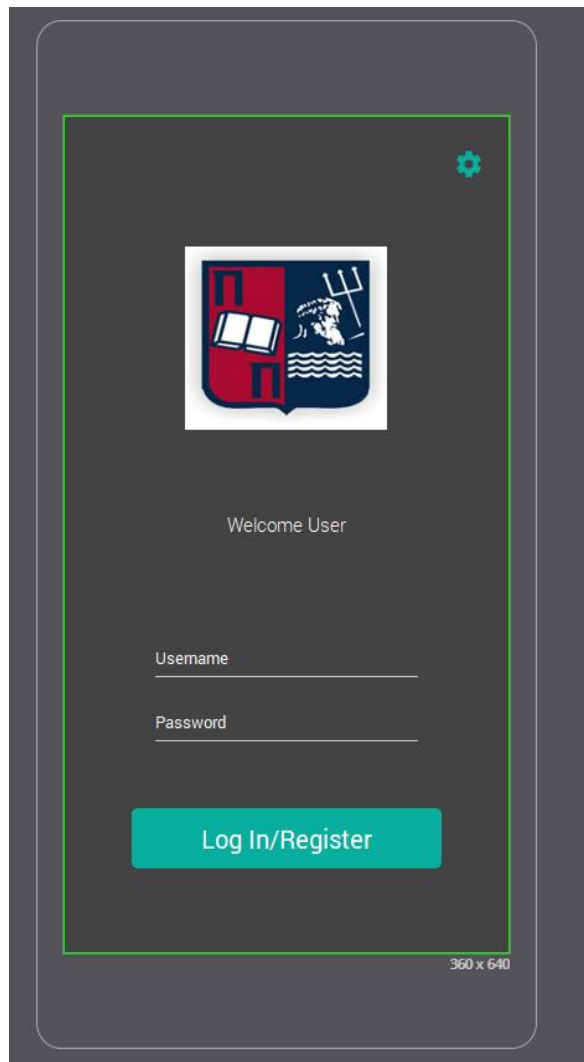 Π
Π
Welcome User
Username
Password
Log In/Register
360 x 640